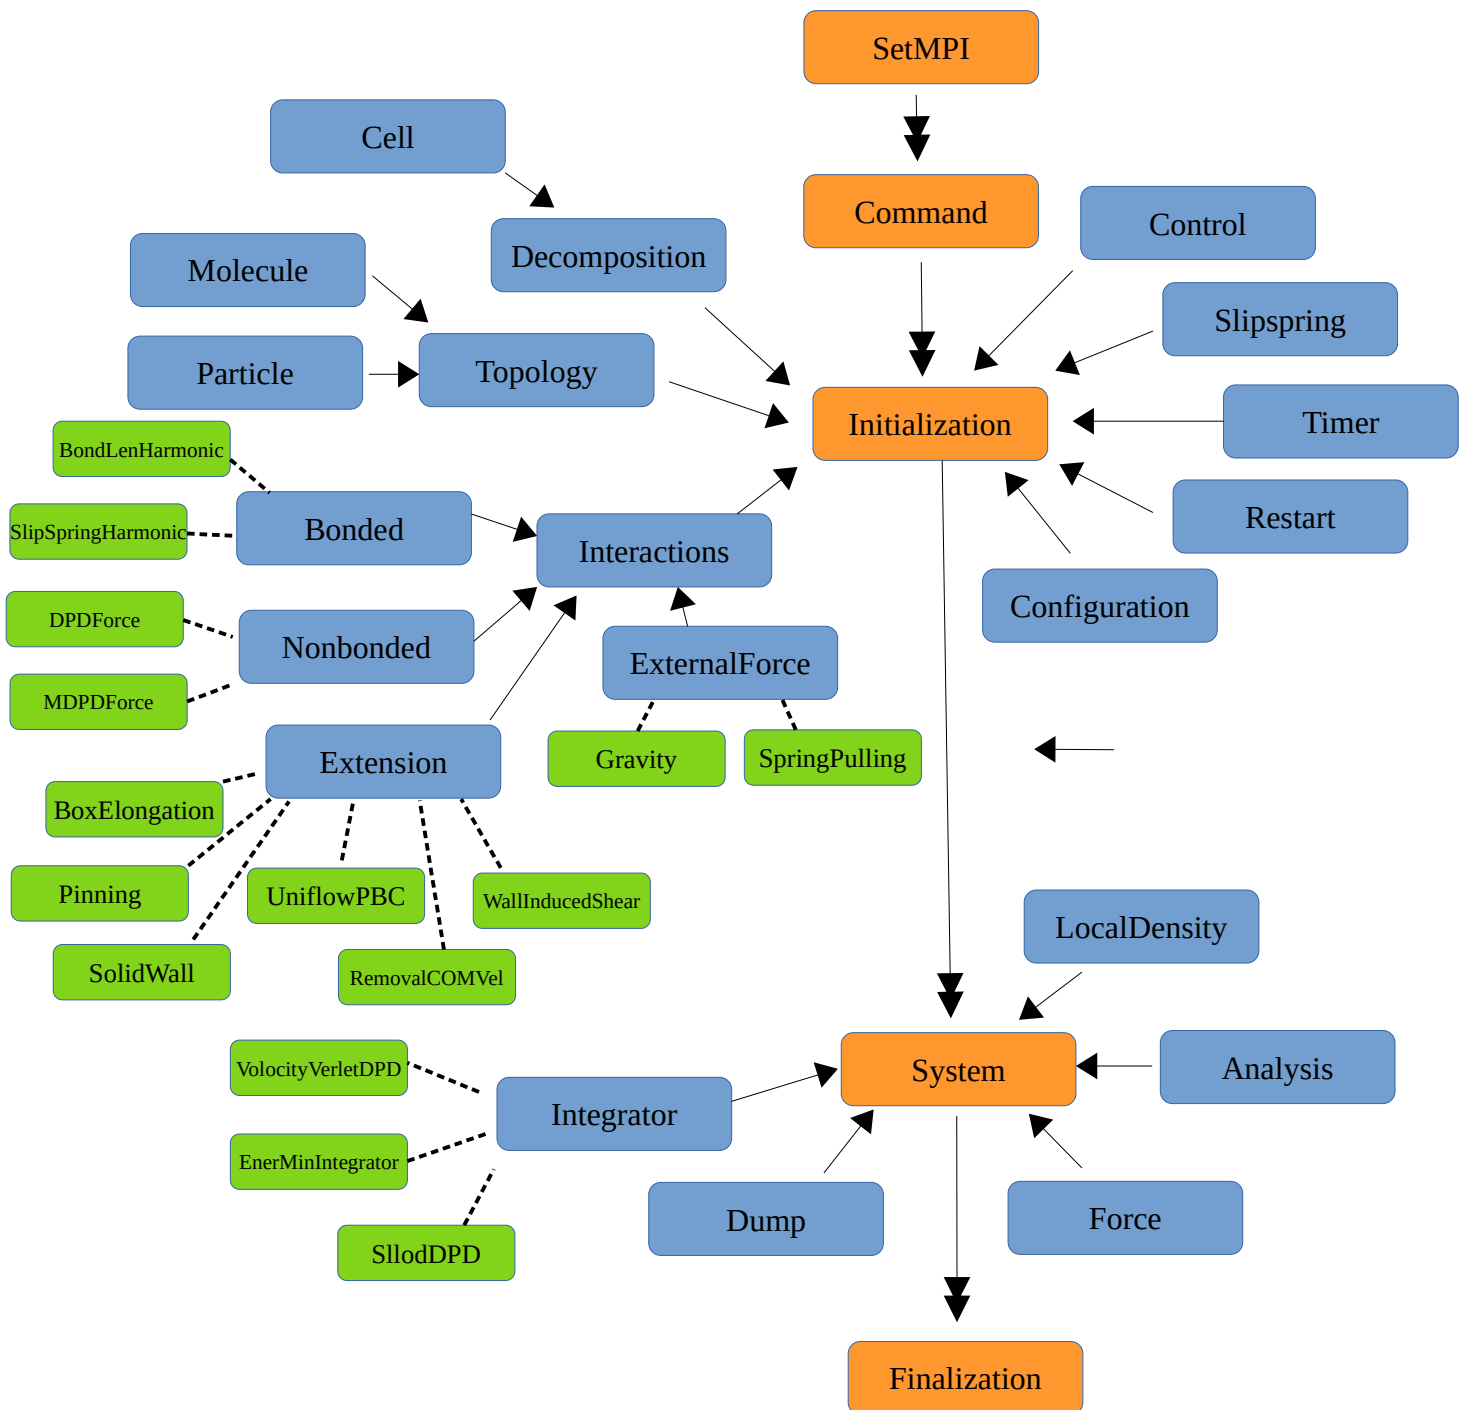 SetMPI
Cell
Command
Control
Decomposition
Molecule
Slipspring
Particle
Topology
Initialization
Timer
BondLenHarmonic
SlipSpringHarmonic
Bonded
Interactions
Restart
Configuration
DPDForce
Nonbonded
ExternalForce
MDPDForce
Extension
Gravity
SpringPulling
BoxElongation
Pinning
UniflowPBC
WallInducedShear
LocalDensity
SolidWall
RemovalCOMVel
VolocityVerletDPD
System
Analysis
Integrator
EnerMinIntegrator
Dump
Force
SllodDPD
Finalization